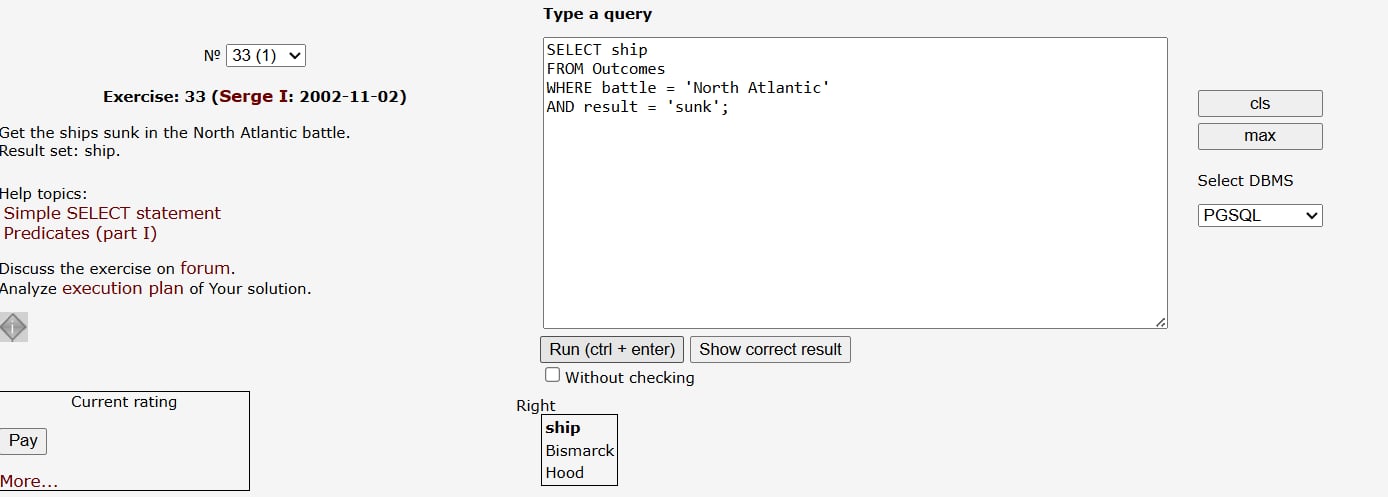 Nº 33 (1)
Exercise: 33 (Serge I: 2002-11-02)
Get the ships sunk in the North Atlantic battle.
Result set: ship.
Help topics:
Simple SELECT statement
Predicates (part I)
Discuss the exercise on forum.
Analyze execution plan of Your solution.
i
Current rating
Pay
More...
Type a query
SELECT ship
FROM Outcomes
WHERE battle = 'North Atlantic'
AND result = 'sunk';
Run (ctrl + enter) Show correct result
Without checking
Right
ship
Bismarck
Hood
cls
max
Select DBMS
PGSQL